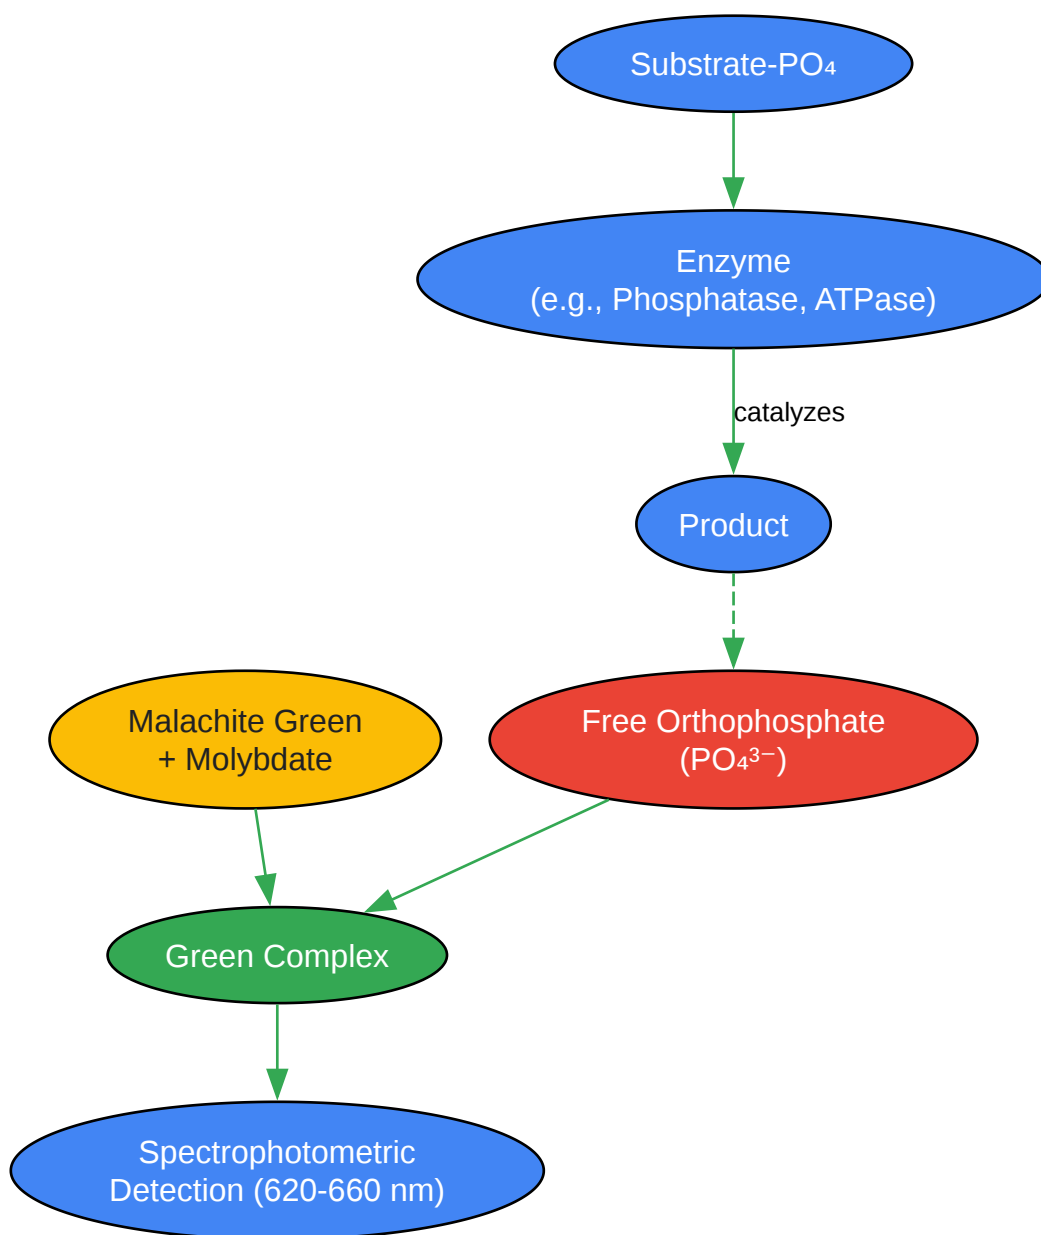 Substrate-PO₄
Enzyme
(e.g., Phosphatase, ATPase)
catalyzes
Product
Malachite Green
+ Molybdate
Free Orthophosphate
(PO₄³⁻)
Green Complex
Spectrophotometric
Detection (620-660 nm)